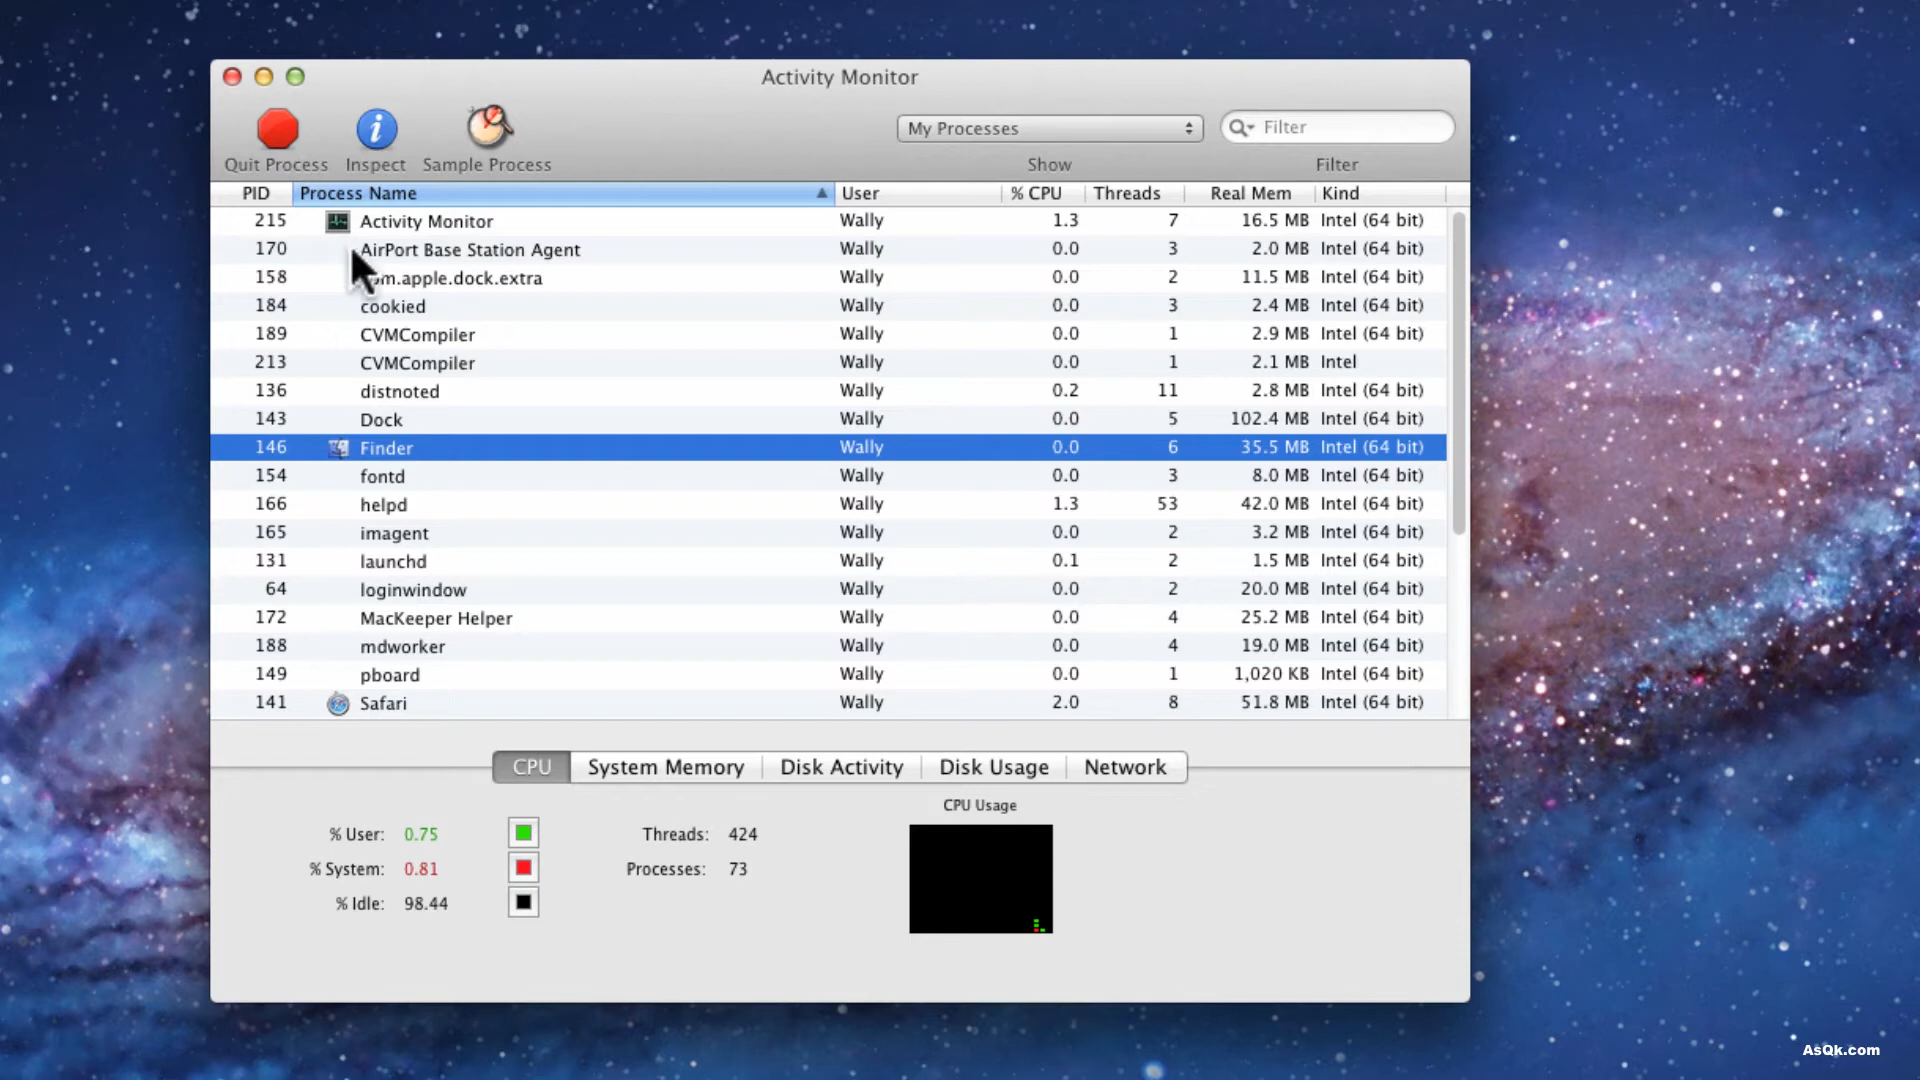 Activity Monitor
My Processes
Filter
Quit Process Inspect Sample Process Show Filter
PID Process Name User % CPU Threads Real Mem Kind
215 Activity Monitor Wally 1.3 7 16.5 MB Intel (64 bit)
170 AirPort Base Station Agent Wally 0.0 3 2.0 MB Intel (64 bit)
158 m.apple.dock.extra Wally 0.0 2 11.5 MB Intel (64 bit)
184 cookied Wally 0.0 3 2.4 MB Intel (64 bit)
189 CVMCompiler Wally 0.0 1 2.9 MB Intel (64 bit)
213 CVMCompiler Wally 0.0 1 2.1 MB Intel
136 distnoted Wally 0.2 11 2.8 MB Intel (64 bit)
143 Dock Wally 0.0 5 102.4 MB Intel (64 bit)
146 Finder Wally 0.0 6 35.5 MB Intel (64 bit)
154 fontd Wally 0.0 3 8.0 MB Intel (64 bit)
166 helpd Wally 1.3 53 42.0 MB Intel (64 bit)
165 imagent Wally 0.0 2 3.2 MB Intel (64 bit)
131 launchd Wally 0.1 2 1.5 MB Intel (64 bit)
64 loginwindow Wally 0.0 2 20.0 MB Intel (64 bit)
172 MacKeeper Helper Wally 0.0 4 25.2 MB Intel (64 bit)
188 mdworker Wally 0.0 4 19.0 MB Intel (64 bit)
149 pboard Wally 0.0 1 1,020 KB Intel (64 bit)
141 Safari Wally 2.0 8 51.8 MB Intel (64 bit)
CPU System Memory Disk Activity Disk Usage Network
CPU Usage
% User: 0.75 Threads: 424
% System: 0.81 Processes: 73
% Idle: 98.44
AsQk.com